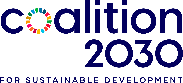 coalition
2030
FOR SUSTAINABLE DEVELOPMENT